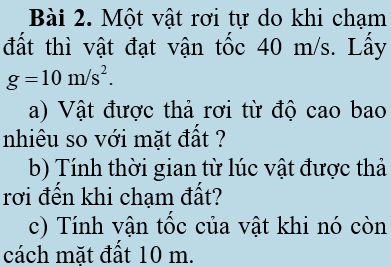 Bài 2. Một vật rơi tự do khi chạm
đất thì vật đạt vận tốc 40 m/s. Lấy
g = 10 m/s².
a) Vật được thả rơi từ độ cao bao
nhiêu so với mặt đất ?
b) Tính thời gian từ lúc vật được thả
rơi đến khi chạm đất?
c) Tính vận tốc của vật khi nó còn
cách mặt đất 10 m.